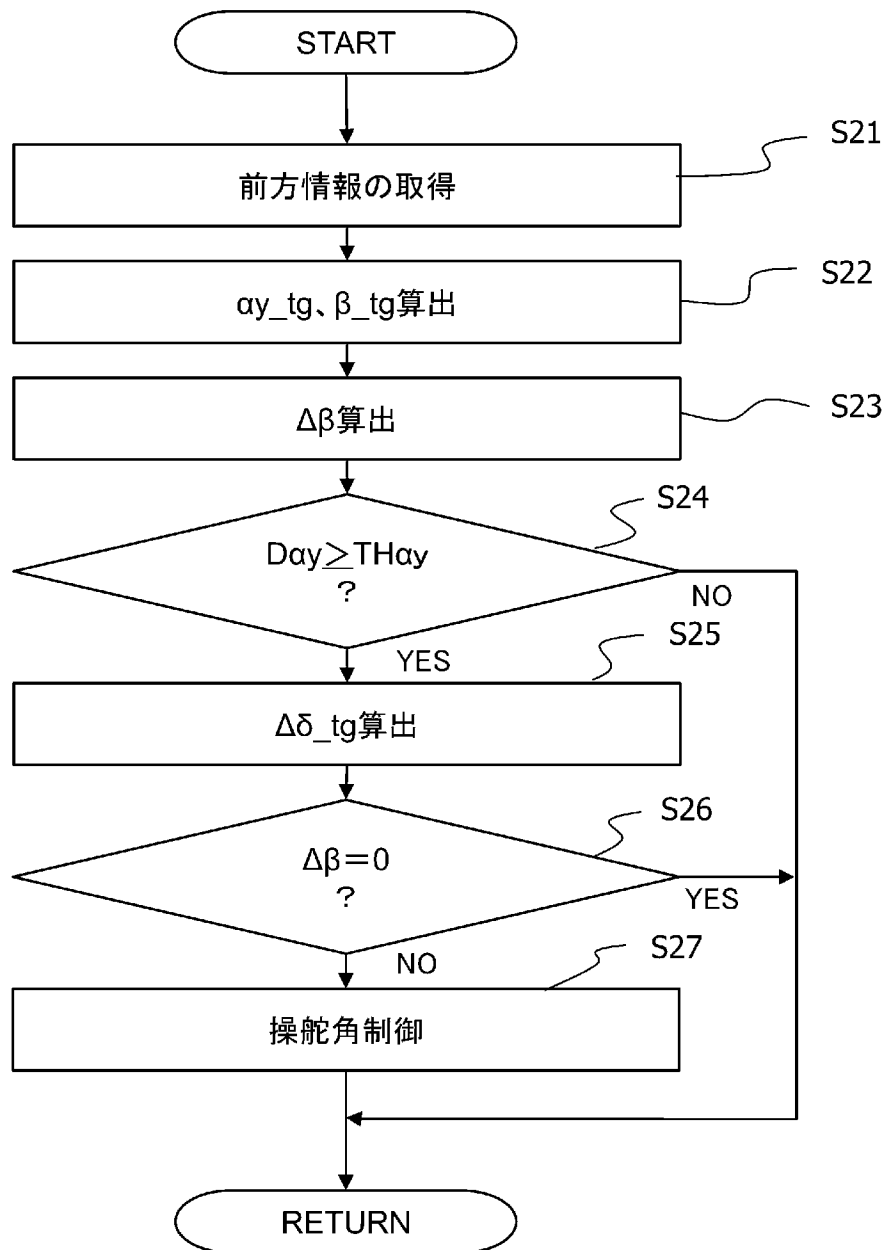 START
S21
前方情報の取得
S22
αy_tg、β_tg算出
S23
Δβ算出
S24
Dαy≧THαy
?
NO
YES
S25
Δδ_tg算出
S26
Δβ=0
?
YES
NO
S27
操舵角制御
RETURN